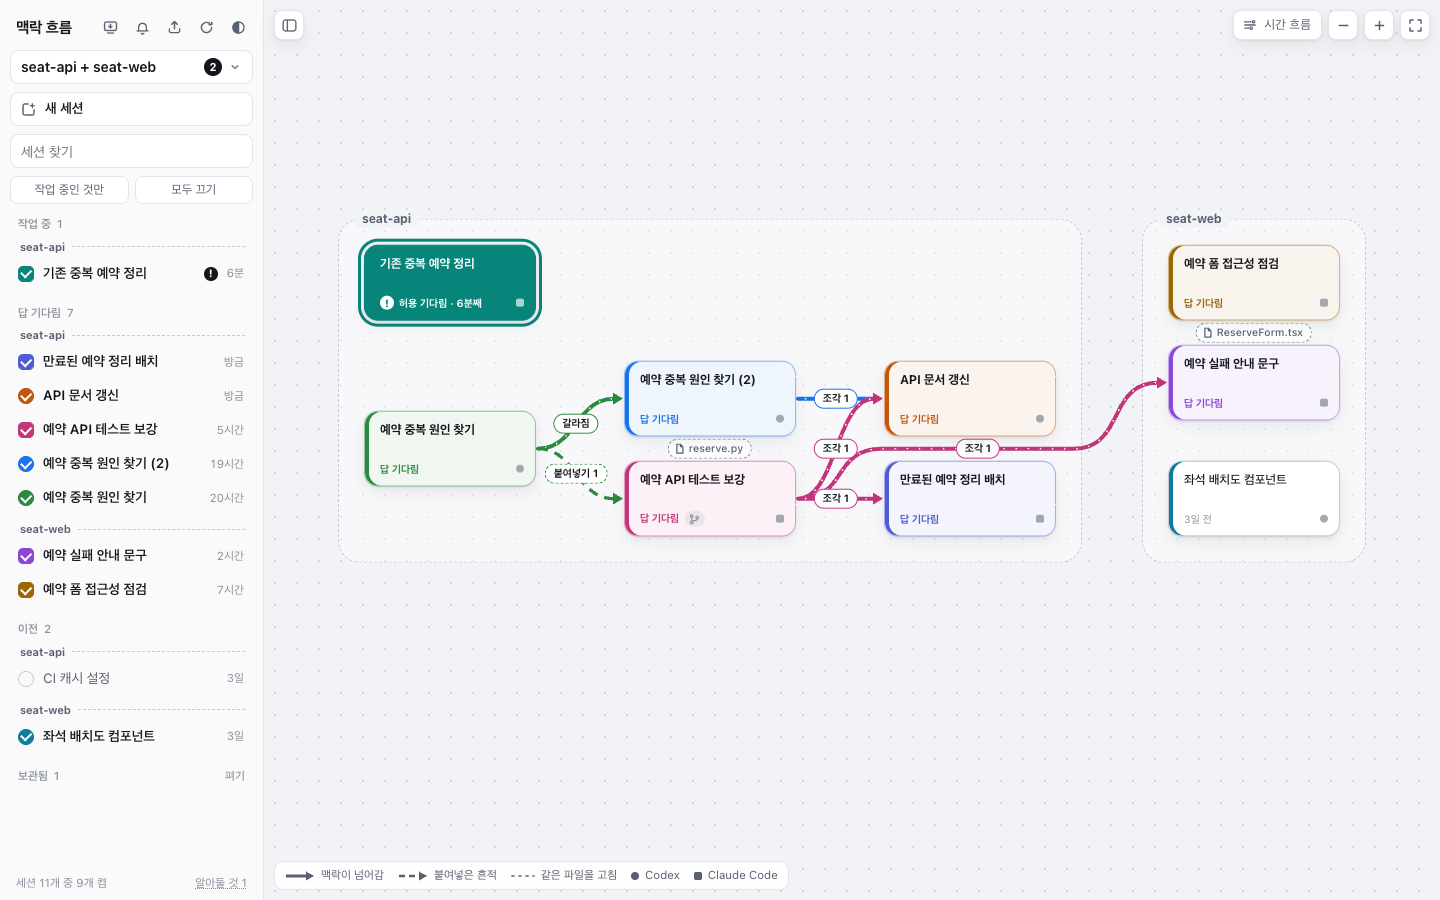 맥락 흐름
seat-api + seat-web 2
새 세션
세션 찾기
작업 중인 것만
모두 끄기
작업 중 1
seat-api
기존 중복 예약 정리 ! 6분
답 기다림 7
seat-api
만료된 예약 정리 배치 방금
API 문서 갱신 방금
예약 API 테스트 보강 5시간
예약 중복 원인 찾기 (2) 19시간
예약 중복 원인 찾기 20시간
seat-web
예약 실패 안내 문구 2시간
예약 폼 접근성 점검 7시간
이전 2
seat-api
CI 캐시 설정 3일
seat-web
좌석 배치도 컴포넌트 3일
보관됨 1 펴기
세션 11개 중 9개 켬
알아둘 것 1
시간 흐름
seat-api
기존 중복 예약 정리
! 허용 기다림 · 6분째
예약 중복 원인 찾기
답 기다림
갈라짐
붙여넣기 1
예약 중복 원인 찾기 (2)
답 기다림
reserve.py
예약 API 테스트 보강
답 기다림
조각 1
조각 1
조각 1
조각 1
API 문서 갱신
답 기다림
만료된 예약 정리 배치
답 기다림
seat-web
예약 폼 접근성 점검
답 기다림
ReserveForm.tsx
예약 실패 안내 문구
답 기다림
좌석 배치도 컴포넌트
3일 전
맥락이 넘어감
붙여넣은 흔적
같은 파일을 고침
Codex
Claude Code